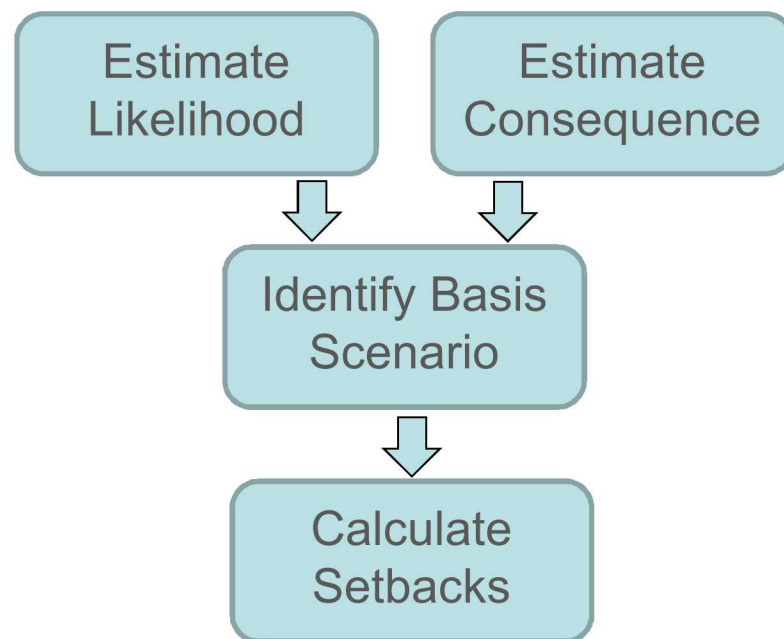 Estimate
Likelihood
Estimate
Consequence
Identify Basis
Scenario
Calculate
Setbacks